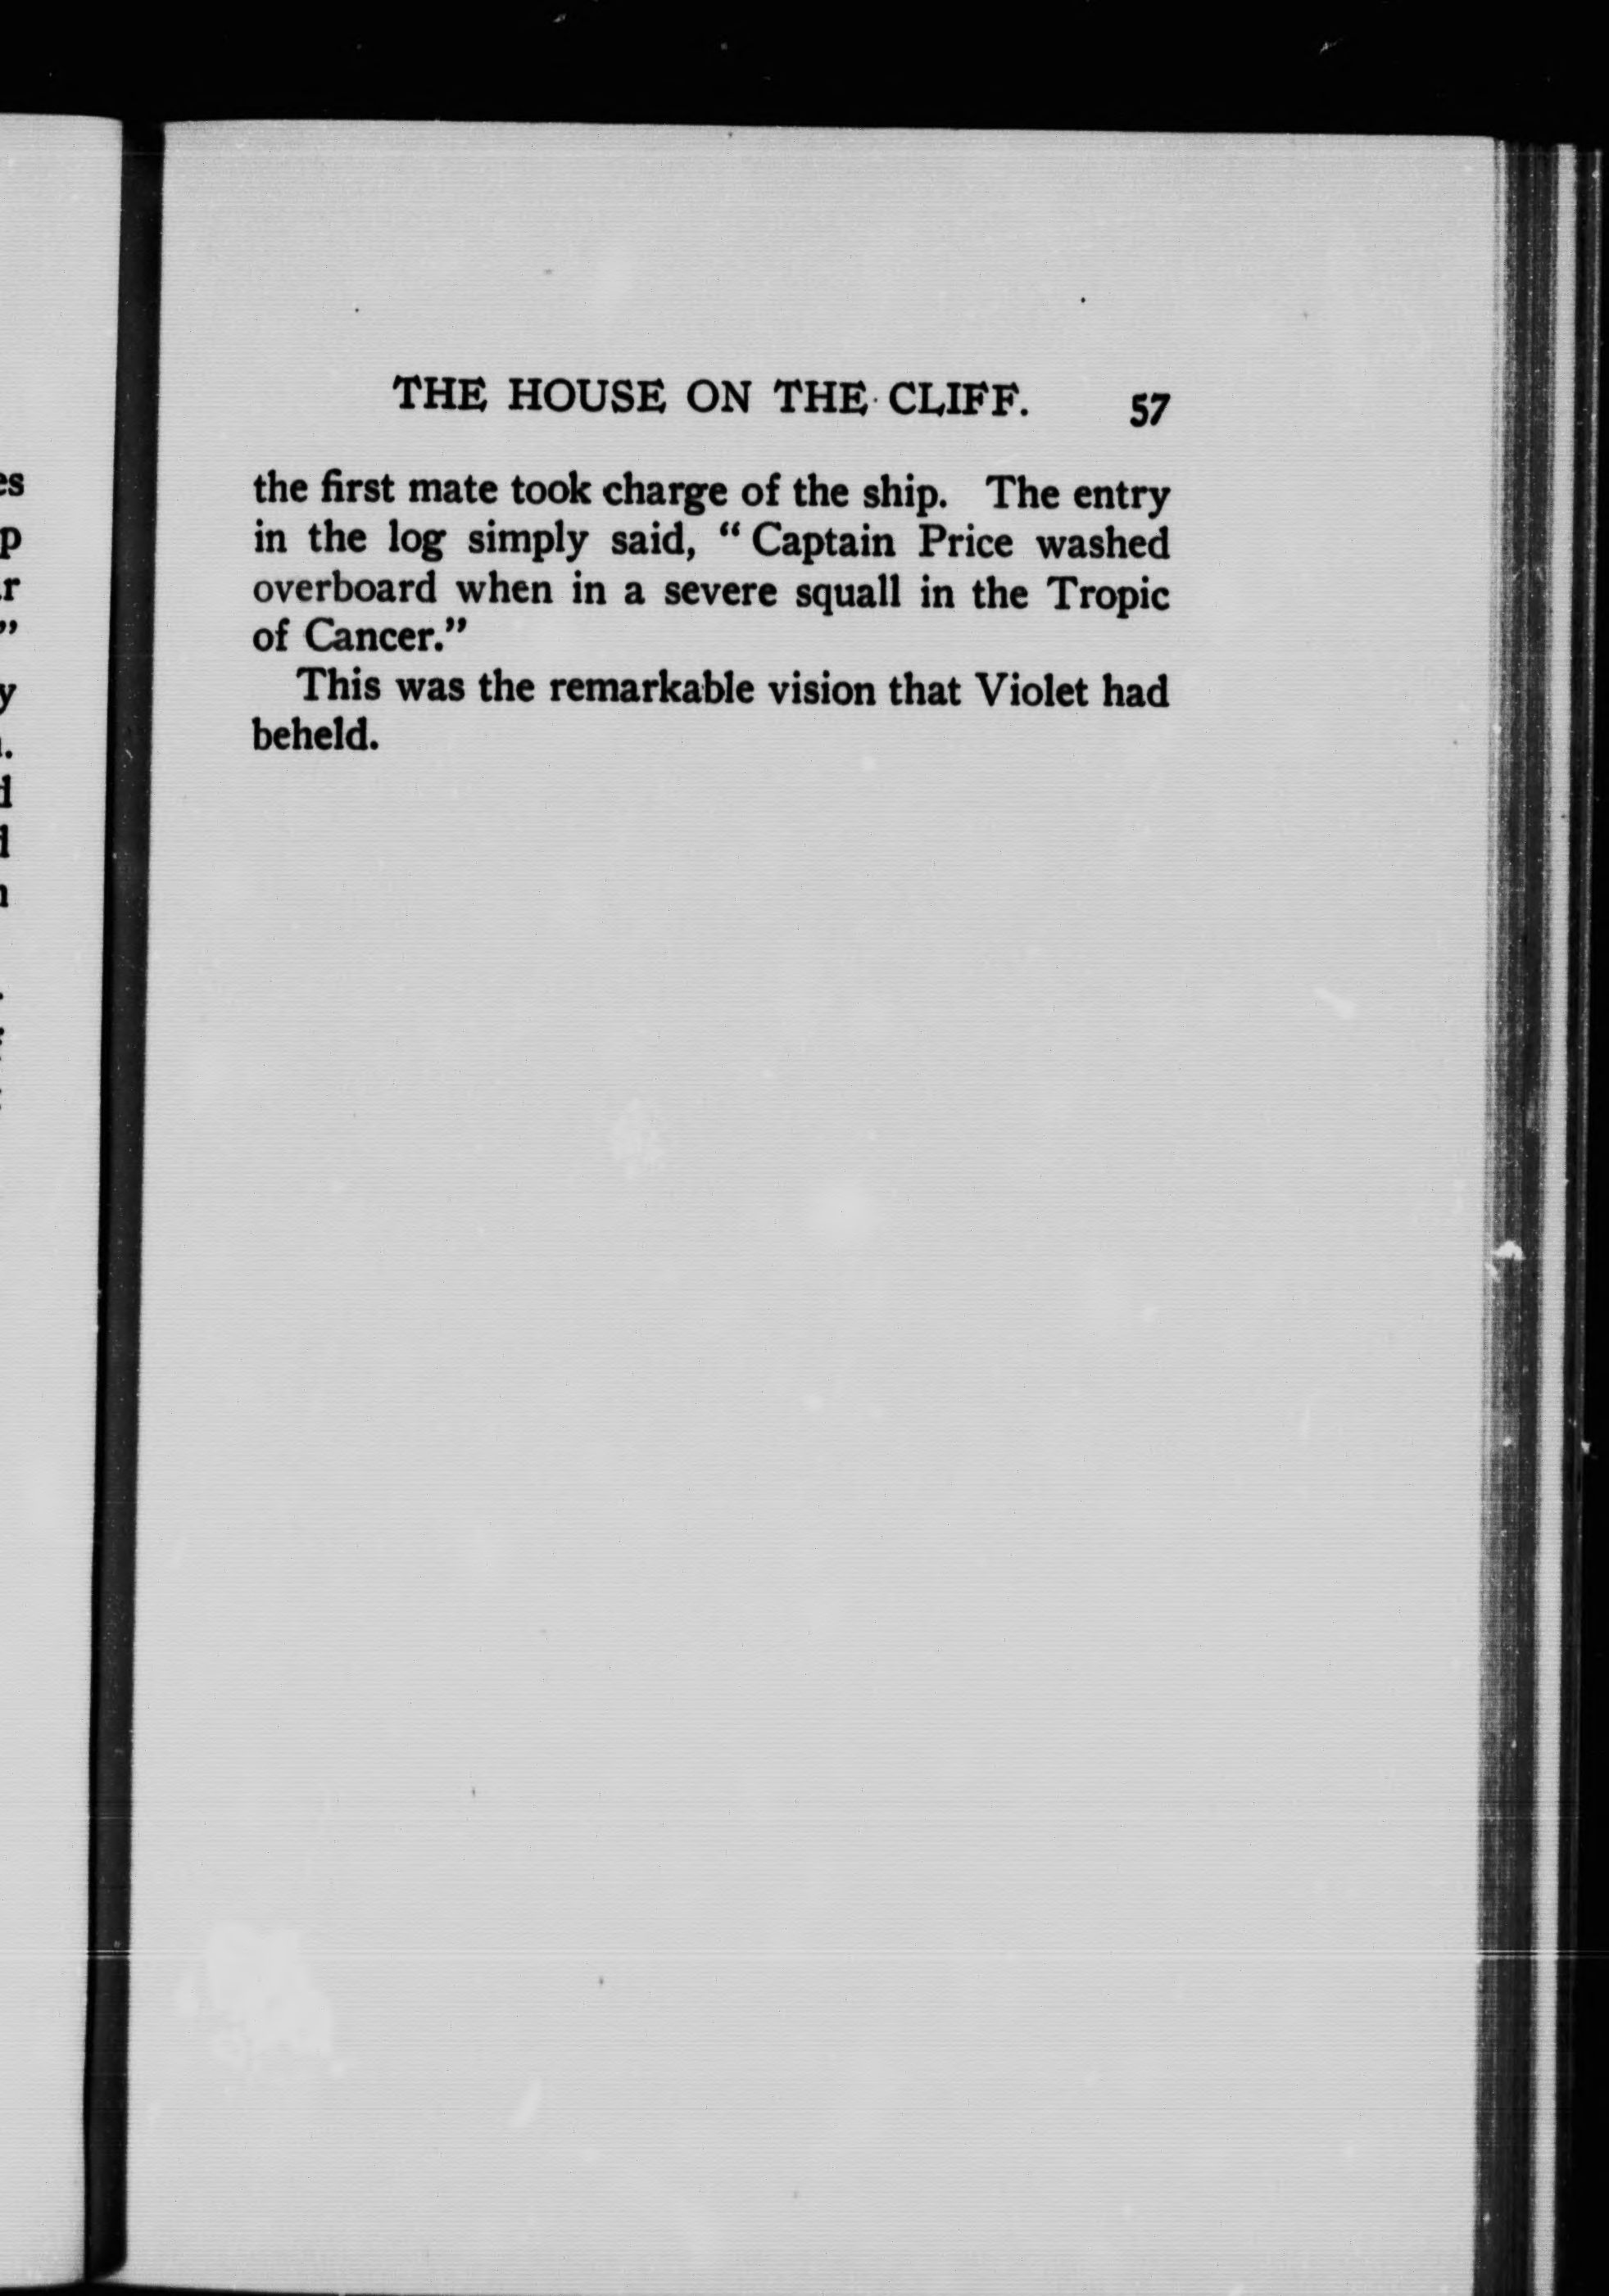 THE HOUSE ON THE CLIFF. 57
the first mate took charge of the ship. The entry
in the log simply said, “ Captain Price washed
overboard when in a severe squall in the Tropic
of Cancer.”
This was the remarkable vision that Violet had
beheld.